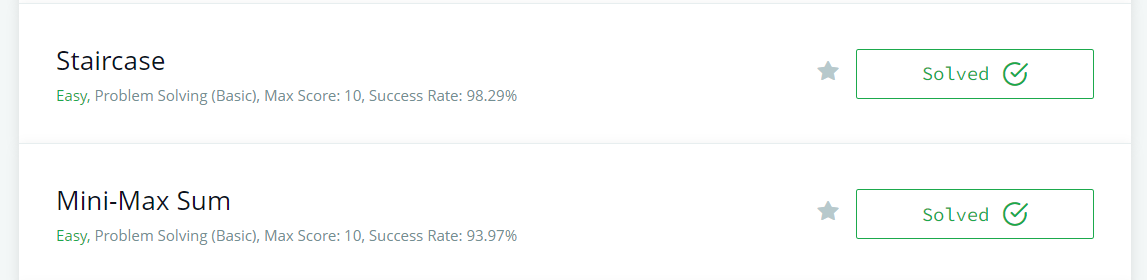 Staircase
Easy, Problem Solving (Basic), Max Score: 10, Success Rate: 98.29%
Solved
Mini-Max Sum
Easy, Problem Solving (Basic), Max Score: 10, Success Rate: 93.97%
Solved